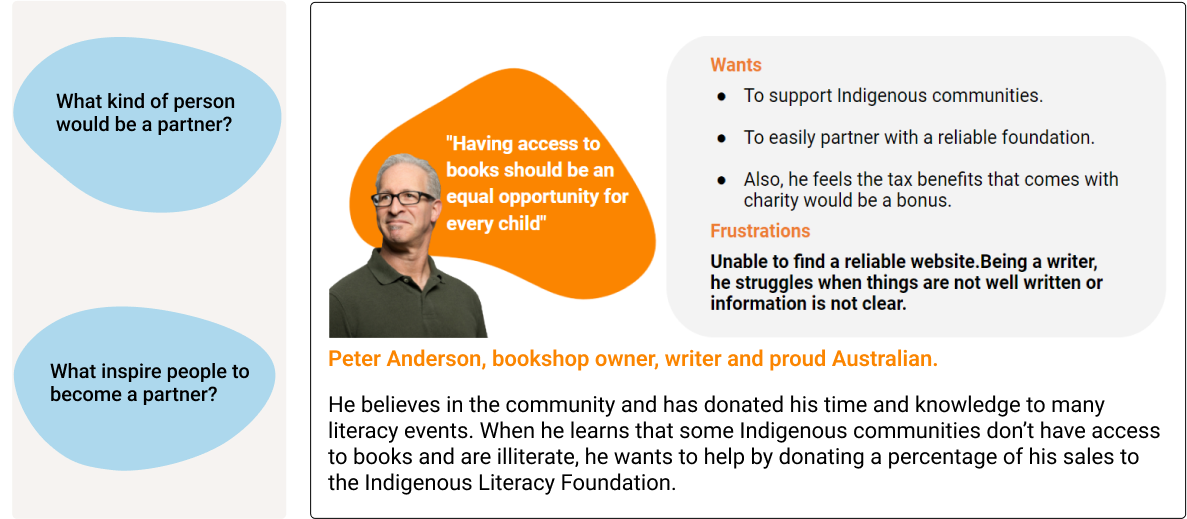 What kind of person
would be a partner?
What inspire people to
become a partner?
"Having access to
books should be an
equal opportunity for
every child"
Wants
● To support Indigenous communities.
● To easily partner with a reliable foundation.
● Also, he feels the tax benefits that comes with
charity would be a bonus.
Frustrations
Unable to find a reliable website.Being a writer,
he struggles when things are not well written or
information is not clear.
Peter Anderson, bookshop owner, writer and proud Australian.
He believes in the community and has donated his time and knowledge to many
literacy events. When he learns that some Indigenous communities don’t have access
to books and are illiterate, he wants to help by donating a percentage of his sales to
the Indigenous Literacy Foundation.